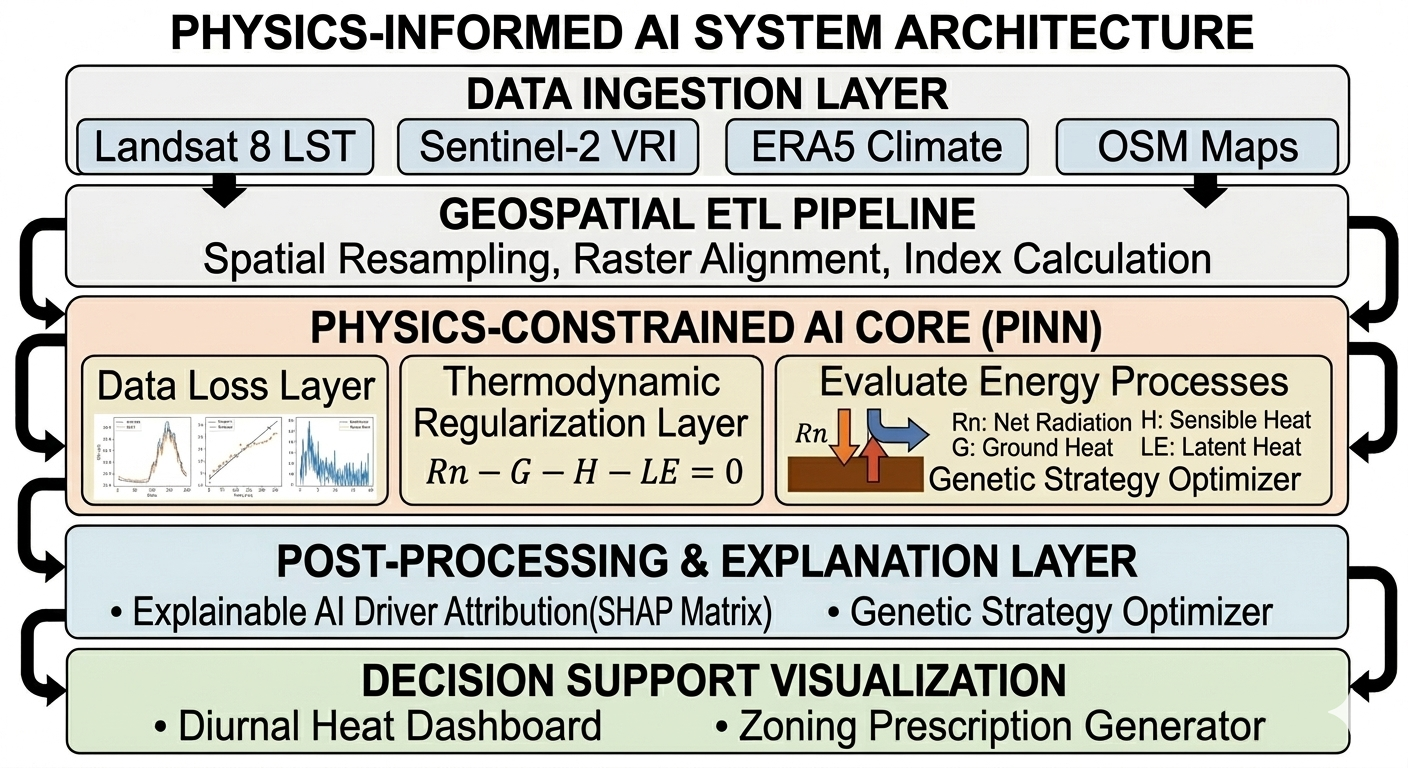 PHYSICS-INFORMED AI SYSTEM ARCHITECTURE
DATA INGESTION LAYER
Landsat 8 LST
Sentinel-2 VRI
ERA5 Climate
OSM Maps
GEOSPATIAL ETL PIPELINE
Spatial Resampling, Raster Alignment, Index Calculation
PHYSICS-CONSTRAINED AI CORE (PINN)
Data Loss Layer
Thermodynamic
Regularization Layer
Rn − G − H − LE = 0
Evaluate Energy Processes
Rn
Rn: Net Radiation H: Sensible Heat
G: Ground Heat LE: Latent Heat
Genetic Strategy Optimizer
POST-PROCESSING & EXPLANATION LAYER
• Explainable AI Driver Attribution(SHAP Matrix)
• Genetic Strategy Optimizer
DECISION SUPPORT VISUALIZATION
• Diurnal Heat Dashboard
• Zoning Prescription Generator